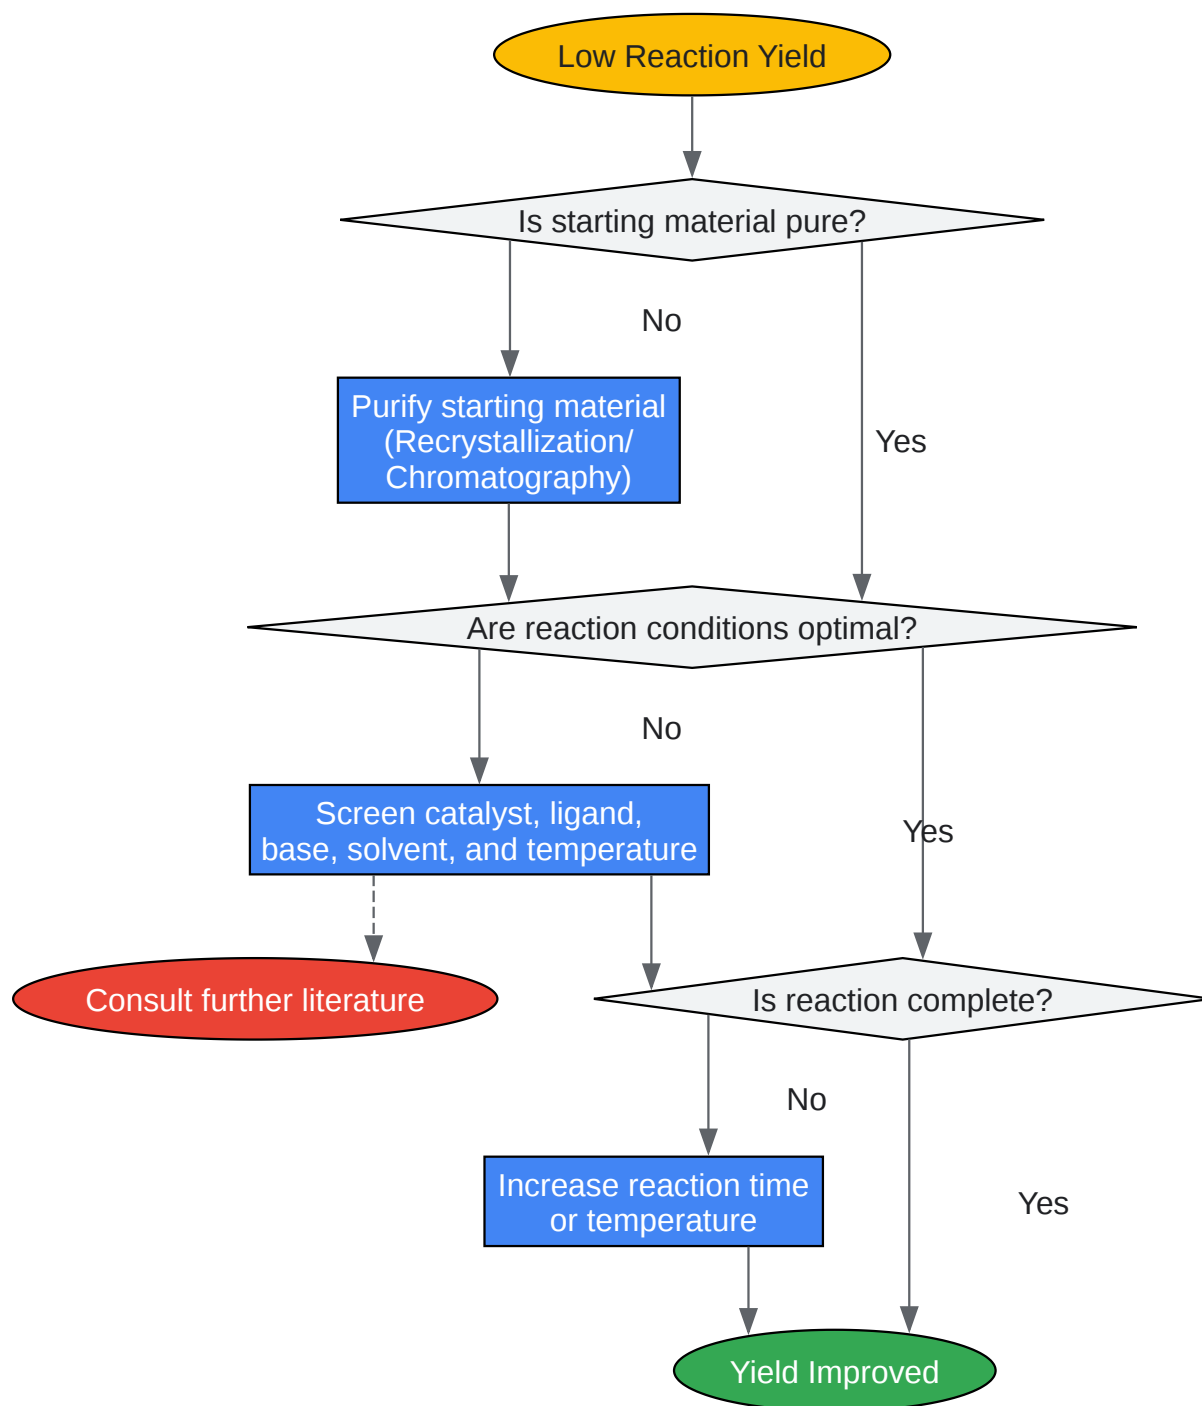 Low Reaction Yield
Is starting material pure?
No
Purify starting material
(Recrystallization/
Chromatography)
Yes
Are reaction conditions optimal?
No
Screen catalyst, ligand,
base, solvent, and temperature
Yes
Consult further literature
Is reaction complete?
No
Increase reaction time
or temperature
Yes
Yield Improved